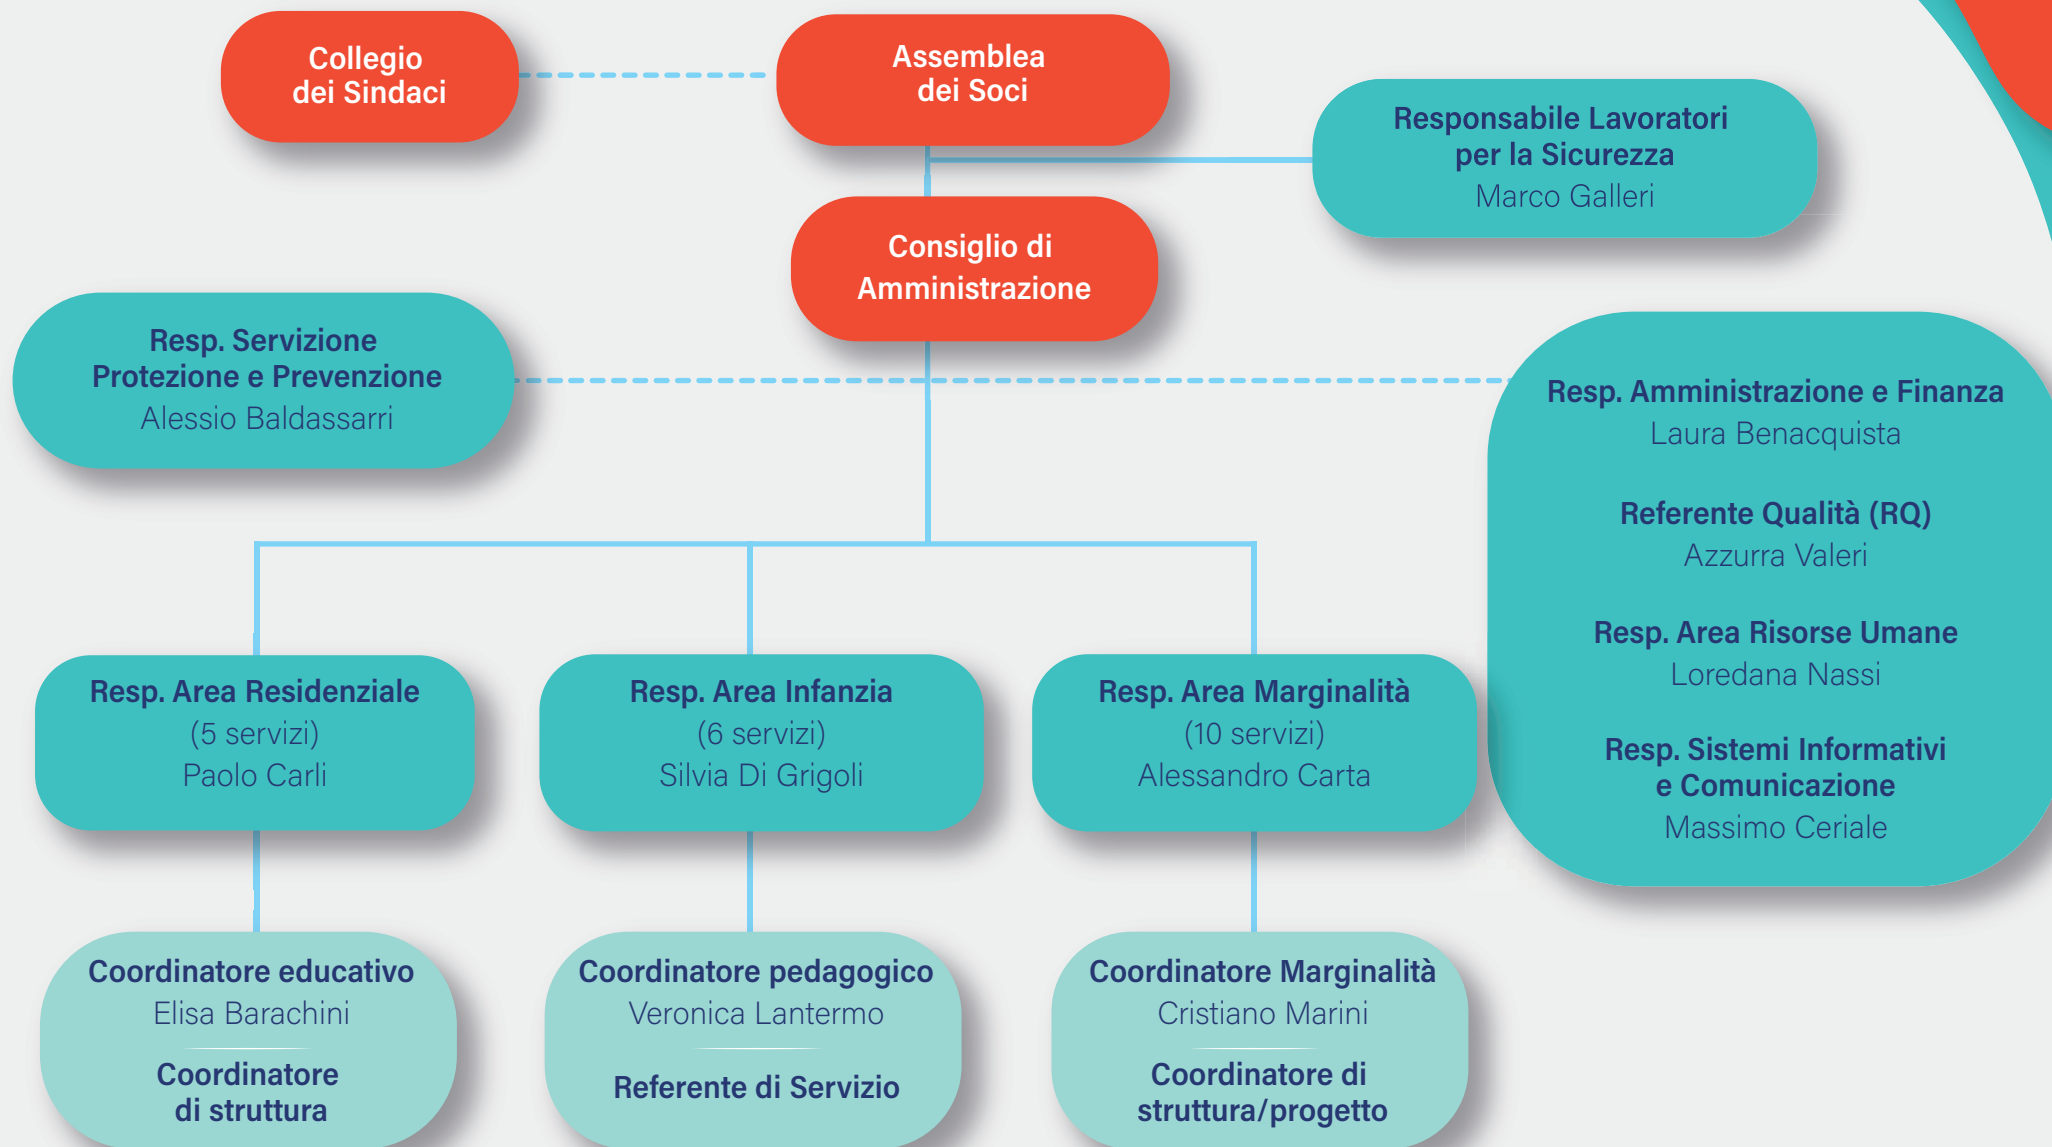 Collegio
dei Sindaci
Assemblea
dei Soci
Responsabile Lavoratori
per la Sicurezza
Marco Galleri
Consiglio di
Amministrazione
Resp. Servizione
Protezione e Prevenzione
Alessio Baldassarri
Resp. Amministrazione e Finanza
Laura Benacquista
Referente Qualità (RQ)
Azzurra Valeri
Resp. Area Risorse Umane
Loredana Nassi
Resp. Sistemi Informativi
e Comunicazione
Massimo Ceriale
Resp. Area Residenziale
(5 servizi)
Paolo Carli
Resp. Area Infanzia
(6 servizi)
Silvia Di Grigoli
Resp. Area Marginalità
(10 servizi)
Alessandro Carta
Coordinatore educativo
Elisa Barachini
Coordinatore
di struttura
Coordinatore pedagogico
Veronica Lantermo
Referente di Servizio
Coordinatore Marginalità
Cristiano Marini
Coordinatore di
struttura/progetto